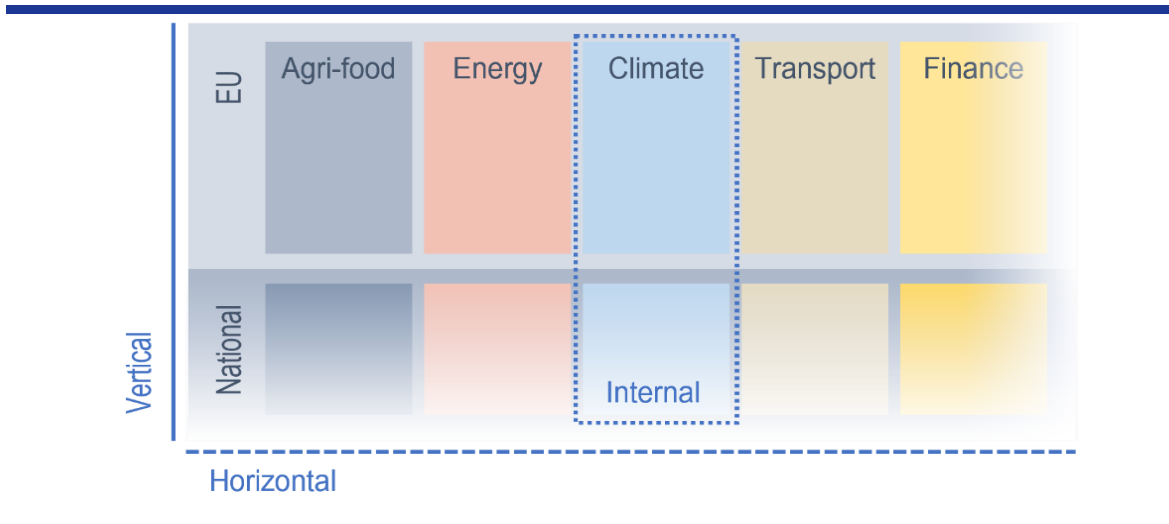 EU
Agri-food
Energy
Climate
Transport
Finance
National
Internal
Vertical
Horizontal